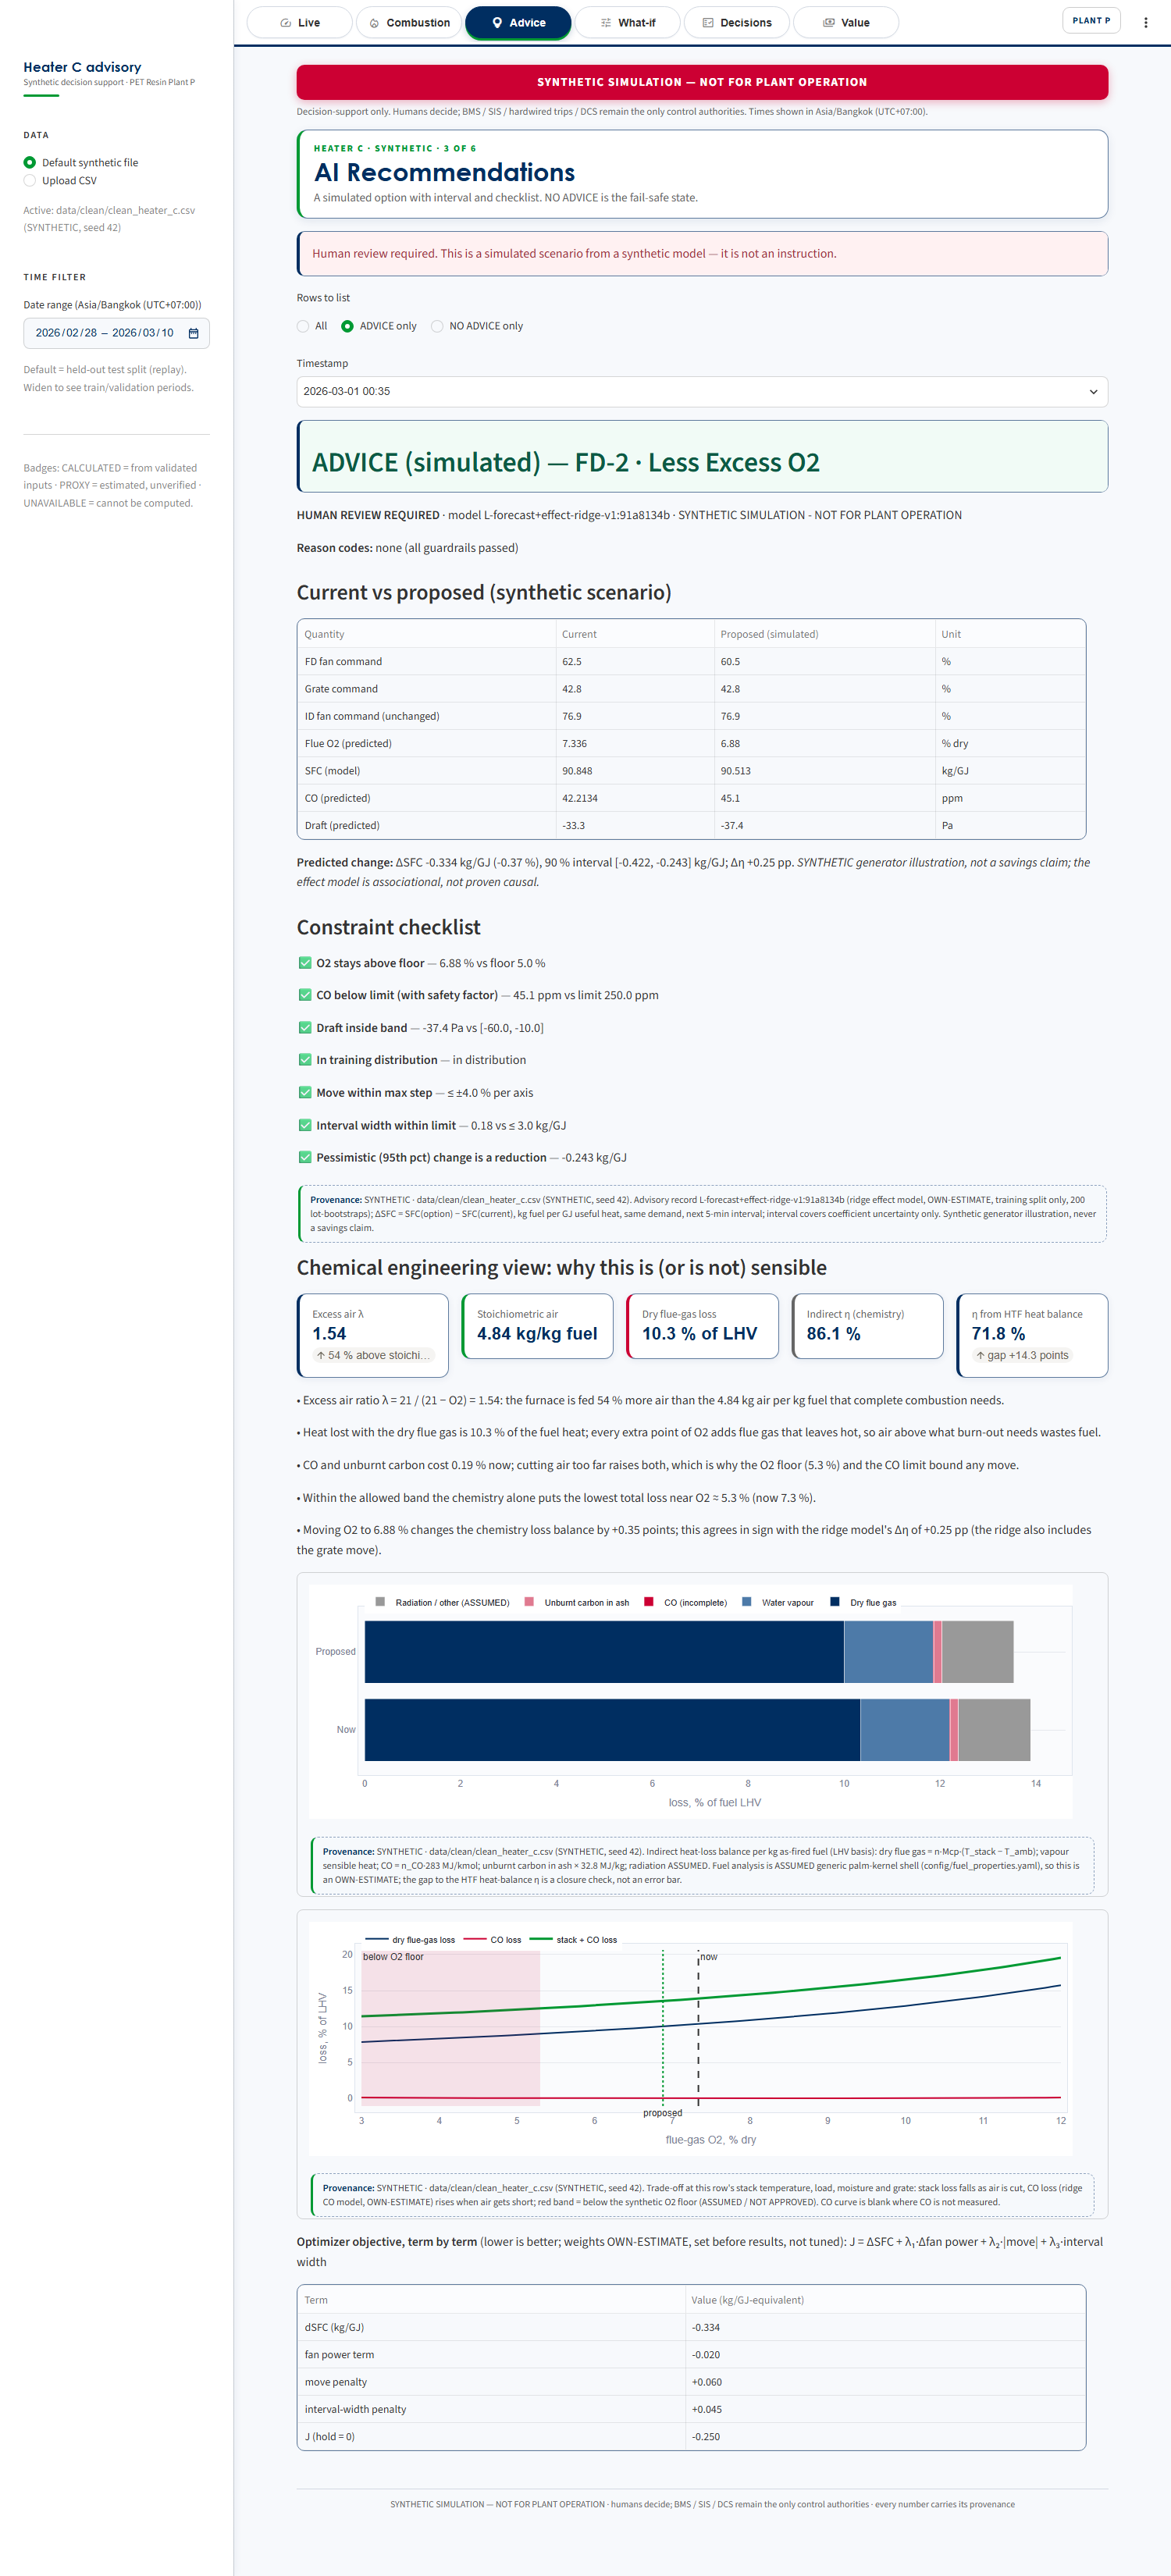 Live
Combustion
Advice
What-if
Decisions
Value
PLANT P
Heater C advisory
Synthetic decision support · PET Resin Plant P
DATA
Default synthetic file
Upload CSV
Active: data/clean/clean_heater_c.csv
(SYNTHETIC, seed 42)
TIME FILTER
Date range (Asia/Bangkok (UTC+07:00))
2026/02/28 – 2026/03/10
Default = held-out test split (replay).
Widen to see train/validation periods.
Badges: CALCULATED = from validated
inputs · PROXY = estimated, unverified ·
UNAVAILABLE = cannot be computed.
SYNTHETIC SIMULATION — NOT FOR PLANT OPERATION
Decision-support only. Humans decide; BMS / SIS / hardwired trips / DCS remain the only control authorities. Times shown in Asia/Bangkok (UTC+07:00).
HEATER C · SYNTHETIC · 3 OF 6
AI Recommendations
A simulated option with interval and checklist. NO ADVICE is the fail-safe state.
Human review required. This is a simulated scenario from a synthetic model — it is not an instruction.
Rows to list
All
ADVICE only
NO ADVICE only
Timestamp
2026-03-01 00:35
ADVICE (simulated) — FD-2 · Less Excess O2
HUMAN REVIEW REQUIRED · model L-forecast+effect-ridge-v1:91a8134b · SYNTHETIC SIMULATION - NOT FOR PLANT OPERATION
Reason codes: none (all guardrails passed)
Current vs proposed (synthetic scenario)
Quantity Current Proposed (simulated) Unit
FD fan command 62.5 60.5 %
Grate command 42.8 42.8 %
ID fan command (unchanged) 76.9 76.9 %
Flue O2 (predicted) 7.336 6.88 % dry
SFC (model) 90.848 90.513 kg/GJ
CO (predicted) 42.2134 45.1 ppm
Draft (predicted) -33.3 -37.4 Pa
Predicted change: ΔSFC -0.334 kg/GJ (-0.37 %), 90 % interval [-0.422, -0.243] kg/GJ; Δη +0.25 pp. SYNTHETIC generator illustration, not a savings claim; the
effect model is associational, not proven causal.
Constraint checklist
✅ O2 stays above floor — 6.88 % vs floor 5.0 %
✅ CO below limit (with safety factor) — 45.1 ppm vs limit 250.0 ppm
✅ Draft inside band — -37.4 Pa vs [-60.0, -10.0]
✅ In training distribution — in distribution
✅ Move within max step — ≤ ±4.0 % per axis
✅ Interval width within limit — 0.18 vs ≤ 3.0 kg/GJ
✅ Pessimistic (95th pct) change is a reduction — -0.243 kg/GJ
Provenance: SYNTHETIC · data/clean/clean_heater_c.csv (SYNTHETIC, seed 42). Advisory record L-forecast+effect-ridge-v1:91a8134b (ridge effect model, OWN-ESTIMATE, training split only, 200
lot-bootstraps); ΔSFC = SFC(option) − SFC(current), kg fuel per GJ useful heat, same demand, next 5-min interval; interval covers coefficient uncertainty only. Synthetic generator illustration, never
a savings claim.
Chemical engineering view: why this is (or is not) sensible
Excess air λ
1.54
↑ 54 % above stoichi...
Stoichiometric air
4.84 kg/kg fuel
Dry flue-gas loss
10.3 % of LHV
Indirect η (chemistry)
86.1 %
η from HTF heat balance
71.8 %
↑ gap +14.3 points
• Excess air ratio λ = 21 / (21 − O2) = 1.54: the furnace is fed 54 % more air than the 4.84 kg air per kg fuel that complete combustion needs.
• Heat lost with the dry flue gas is 10.3 % of the fuel heat; every extra point of O2 adds flue gas that leaves hot, so air above what burn-out needs wastes fuel.
• CO and unburnt carbon cost 0.19 % now; cutting air too far raises both, which is why the O2 floor (5.3 %) and the CO limit bound any move.
• Within the allowed band the chemistry alone puts the lowest total loss near O2 ≈ 5.3 % (now 7.3 %).
• Moving O2 to 6.88 % changes the chemistry loss balance by +0.35 points; this agrees in sign with the ridge model's Δη of +0.25 pp (the ridge also includes
the grate move).
Radiation / other (ASSUMED) Unburnt carbon in ash CO (incomplete) Water vapour Dry flue gas
Proposed
Now
0 2 4 6 8 10 12 14
loss, % of fuel LHV
Provenance: SYNTHETIC · data/clean/clean_heater_c.csv (SYNTHETIC, seed 42). Indirect heat-loss balance per kg as-fired fuel (LHV basis): dry flue gas = n·Mcp·(T_stack − T_amb); vapour
sensible heat; CO = n_CO·283 MJ/kmol; unburnt carbon in ash × 32.8 MJ/kg; radiation ASSUMED. Fuel analysis is ASSUMED generic palm-kernel shell (config/fuel_properties.yaml), so this is
an OWN-ESTIMATE; the gap to the HTF heat-balance η is a closure check, not an error bar.
dry flue-gas loss CO loss stack + CO loss
below O2 floor
now
proposed
20
15
10
5
0
loss, % of LHV
3 4 5 6 7 8 9 10 11 12
flue-gas O2, % dry
Provenance: SYNTHETIC · data/clean/clean_heater_c.csv (SYNTHETIC, seed 42). Trade-off at this row's stack temperature, load, moisture and grate: stack loss falls as air is cut, CO loss (ridge
CO model, OWN-ESTIMATE) rises when air gets short; red band = below the synthetic O2 floor (ASSUMED / NOT APPROVED). CO curve is blank where CO is not measured.
Optimizer objective, term by term (lower is better; weights OWN-ESTIMATE, set before results, not tuned): J = ΔSFC + λ₁·Δfan power + λ₂·|move| + λ₃·interval
width
Term Value (kg/GJ-equivalent)
dSFC (kg/GJ) -0.334
fan power term -0.020
move penalty +0.060
interval-width penalty +0.045
J (hold = 0) -0.250
SYNTHETIC SIMULATION — NOT FOR PLANT OPERATION · humans decide; BMS / SIS / DCS remain the only control authorities · every number carries its provenance